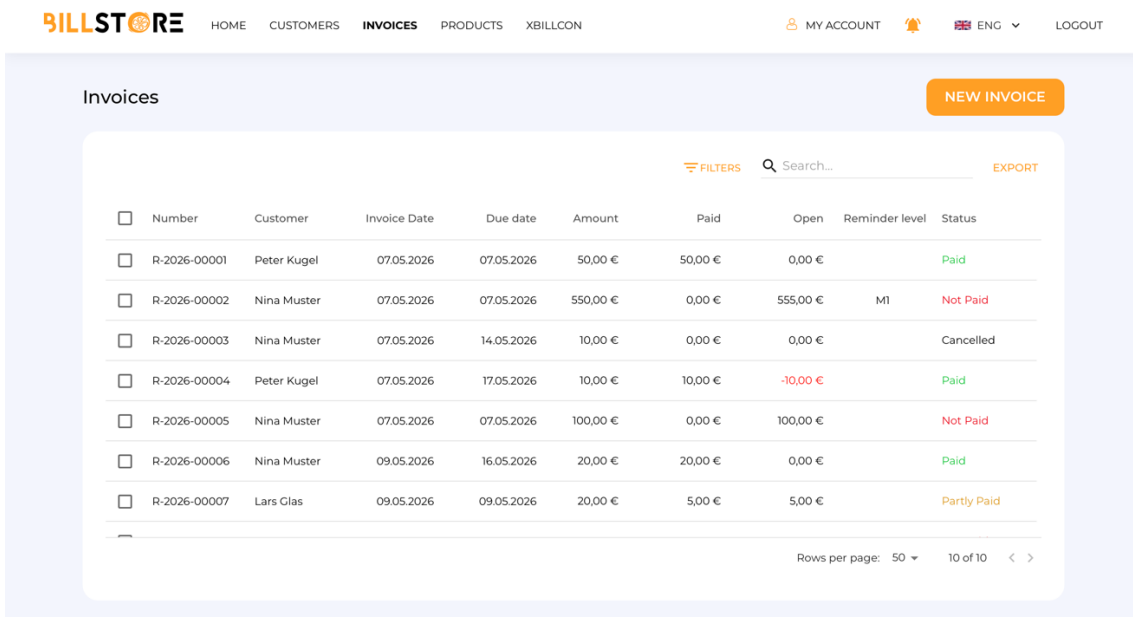 BILLSTORE HOME CUSTOMERS INVOICES PRODUCTS XBILLCON MY ACCOUNT ENG LOGOUT
Invoices NEW INVOICE
FILTERS Search... EXPORT
Number Customer Invoice Date Due date Amount Paid Open Reminder level Status
R-2026-00001 Peter Kugel 07.05.2026 07.05.2026 50,00 € 50,00 € 0,00 € Paid
R-2026-00002 Nina Muster 07.05.2026 07.05.2026 550,00 € 0,00 € 555,00 € M1 Not Paid
R-2026-00003 Nina Muster 07.05.2026 14.05.2026 10,00 € 0,00 € 0,00 € Cancelled
R-2026-00004 Peter Kugel 07.05.2026 17.05.2026 10,00 € 10,00 € -10,00 € Paid
R-2026-00005 Nina Muster 07.05.2026 07.05.2026 100,00 € 0,00 € 100,00 € Not Paid
R-2026-00006 Nina Muster 09.05.2026 16.05.2026 20,00 € 20,00 € 0,00 € Paid
R-2026-00007 Lars Glas 09.05.2026 09.05.2026 20,00 € 5,00 € 5,00 € Partly Paid
Rows per page: 50 10 of 10